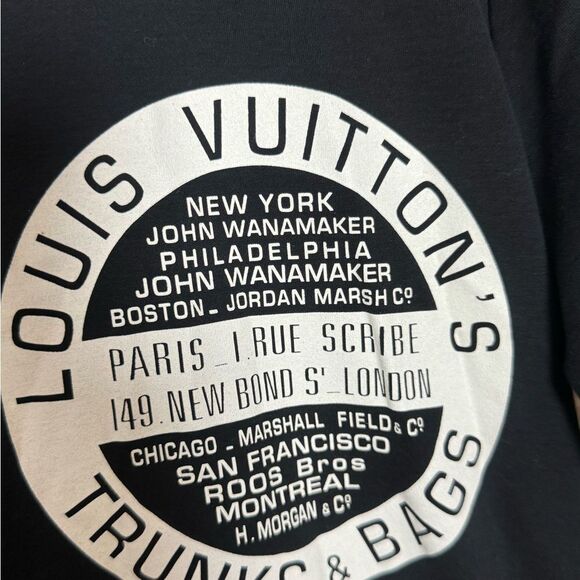 LOUIS VUITTON'S
NEW YORK
JOHN WANAMAKER
PHILADELPHIA
JOHN WANAMAKER
BOSTON - JORDAN MARSH Cº
PARIS _ 1. RUE SCRIBE
149. NEW BOND Sᵗ _ LONDON
CHICAGO - MARSHALL FIELD & Cº
SAN FRANCISCO
ROOS Bros
MONTREAL
H. MORGAN & Cº
TRUNKS & BAGS